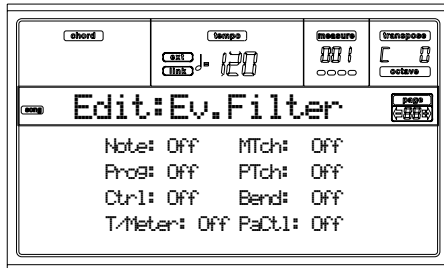 chord tempo measure transpose
ext link ♩= 120 001 C 0
octave
song Edit:Ev.Filter page
Note: Off MTch: Off
Prog: Off PTch: Off
Ctrl: Off Bend: Off
T/Meter: Off PaCtl: Off